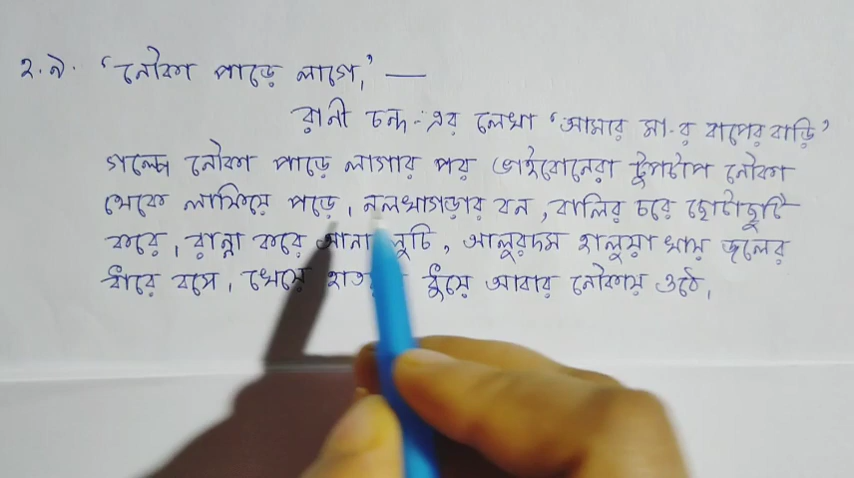 ২.৯. ‘নৌকা পাড়ে লাগে,’ —
রানী চন্দ-এর লেখা ‘আমার মা-র বাপের বাড়ি’
গল্পে নৌকা পাড়ে লাগার পর ভাইবোনেরা টুপটাপ নৌকা
থেকে লাফিয়ে পড়ে। নলখাগড়ার বন, বালির চরে ছোটাছুটি
করে। রান্না করে আনা লুচি, আলুরদম হালুয়া খায় জলের
ধারে বসে। খেয়ে ধুয়ে আবার নৌকায় ওঠে।